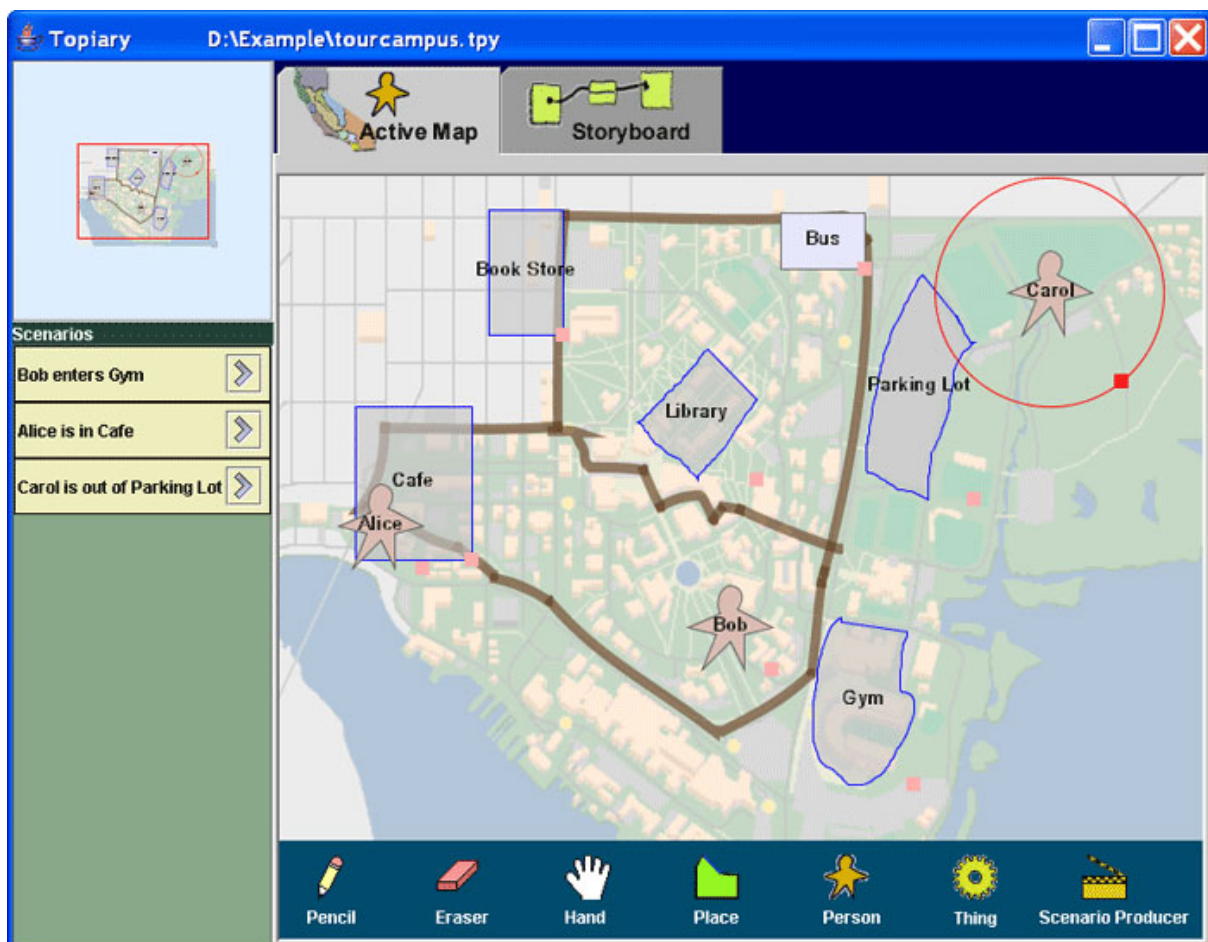 Topiary D:\Example\tourcampus.tpy
Active Map
Storyboard
Scenarios
Bob enters Gym
Alice is in Cafe
Carol is out of Parking Lot
Bus
Book Store
Carol
Parking Lot
Library
Cafe
Alice
Bob
Gym
Pencil
Eraser
Hand
Place
Person
Thing
Scenario Producer